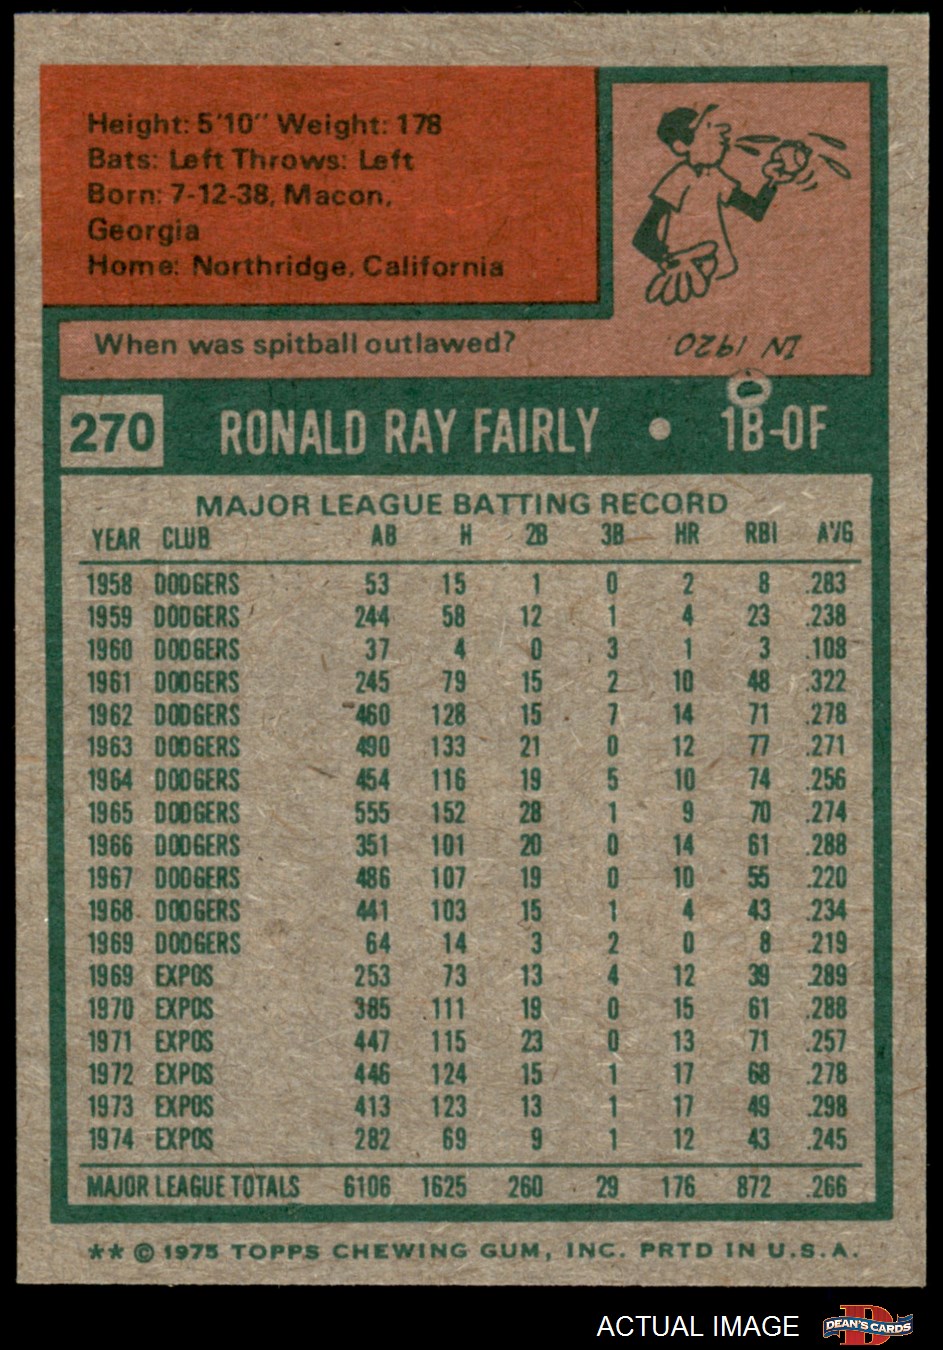 Height: 5'10" Weight: 178
Bats: Left Throws: Left
Born: 7-12-38, Macon,
Georgia
Home: Northridge, California
When was spitball outlawed?
IN 1920.
270 RONALD RAY FAIRLY • 1B-OF
MAJOR LEAGUE BATTING RECORD
YEAR CLUB AB H 2B 3B HR RBI AVG
1958 DODGERS 53 15 1 0 2 8 .283
1959 DODGERS 244 58 12 1 4 23 .238
1960 DODGERS 37 4 0 3 1 3 .108
1961 DODGERS 245 79 15 2 10 48 .322
1962 DODGERS 460 128 15 7 14 71 .278
1963 DODGERS 490 133 21 0 12 77 .271
1964 DODGERS 454 116 19 5 10 74 .256
1965 DODGERS 555 152 28 1 9 70 .274
1966 DODGERS 351 101 20 0 14 61 .288
1967 DODGERS 486 107 19 0 10 55 .220
1968 DODGERS 441 103 15 1 4 43 .234
1969 DODGERS 64 14 3 2 0 8 .219
1969 EXPOS 253 73 13 4 12 39 .289
1970 EXPOS 385 111 19 0 15 61 .288
1971 EXPOS 447 115 23 0 13 71 .257
1972 EXPOS 446 124 15 1 17 68 .278
1973 EXPOS 413 123 13 1 17 49 .298
1974 EXPOS 282 69 9 1 12 43 .245
MAJOR LEAGUE TOTALS 6106 1625 260 29 176 872 .266
** © 1975 TOPPS CHEWING GUM, INC. PRTD IN U.S.A.
ACTUAL IMAGE DEAN'S CARDS